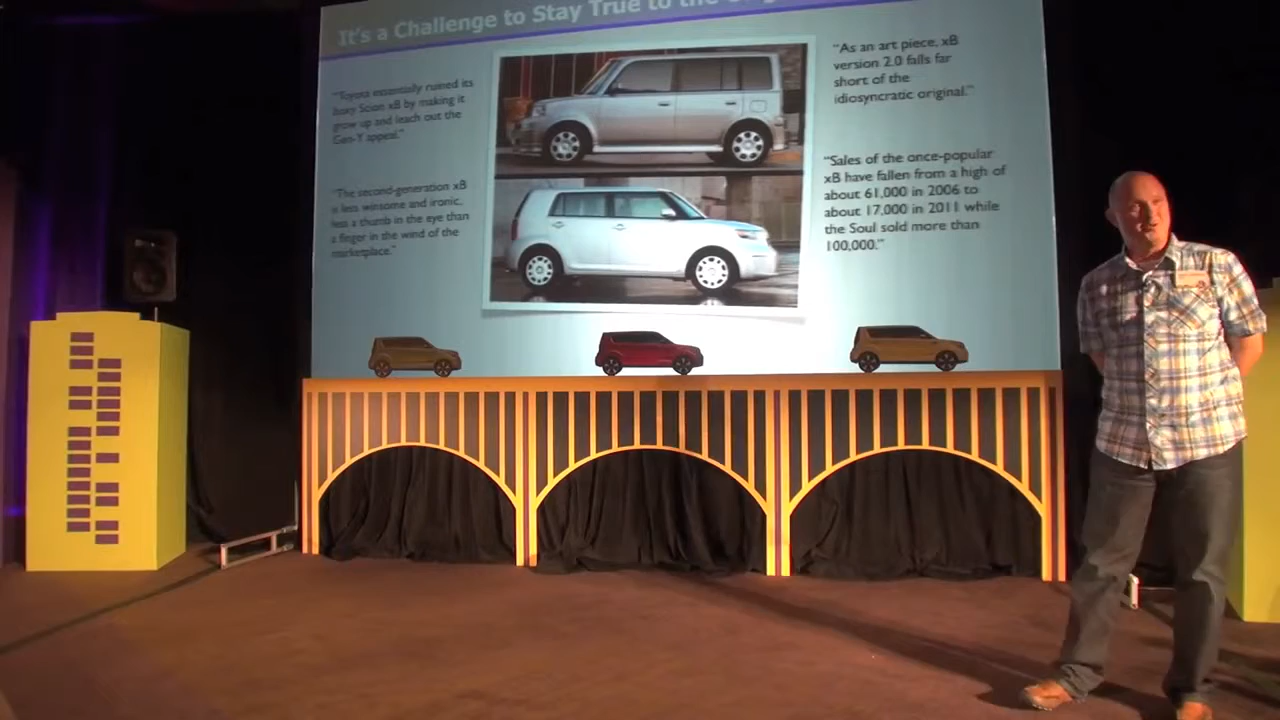 It's a Challenge to Stay True to the
"Toyota essentially ruined its
boxy Scion xB by making it
grow up and leach out the
Gen-Y appeal."
"The second-generation xB
is less winsome and ironic,
less a thumb in the eye than
a finger in the wind of the
marketplace."
"As an art piece, xB
version 2.0 falls far
short of the
idiosyncratic original."
"Sales of the once-popular
xB have fallen from a high of
about 61,000 in 2006 to
about 17,000 in 2011 while
the Soul sold more than
100,000."